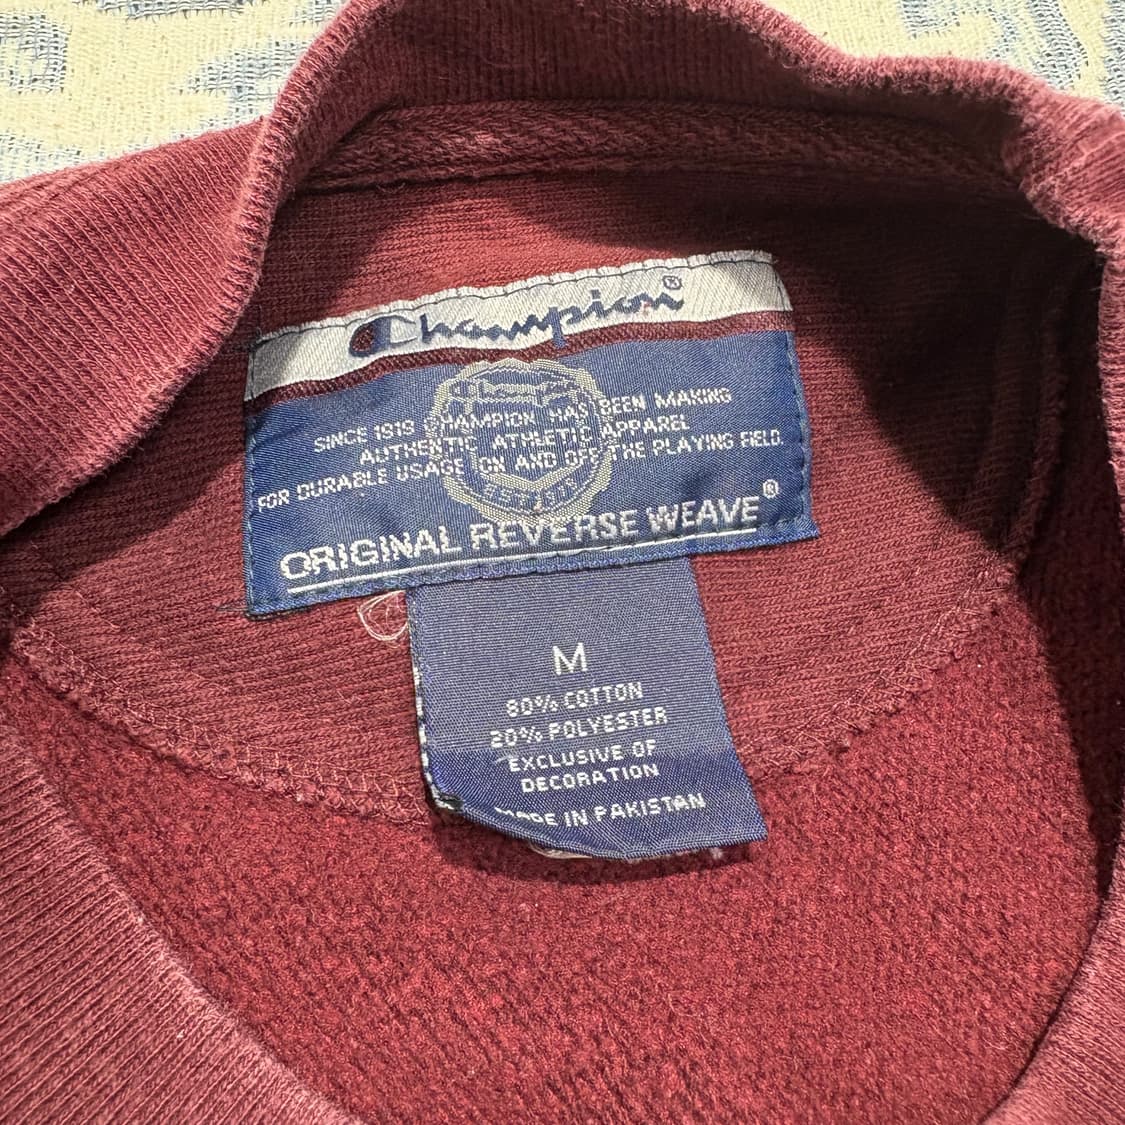 Champion®
SINCE 1919 CHAMPION HAS BEEN MAKING
AUTHENTIC ATHLETIC APPAREL
FOR DURABLE USAGE ON AND OFF THE PLAYING FIELD.
ORIGINAL REVERSE WEAVE®
M
80% COTTON
20% POLYESTER
EXCLUSIVE OF
DECORATION
MADE IN PAKISTAN